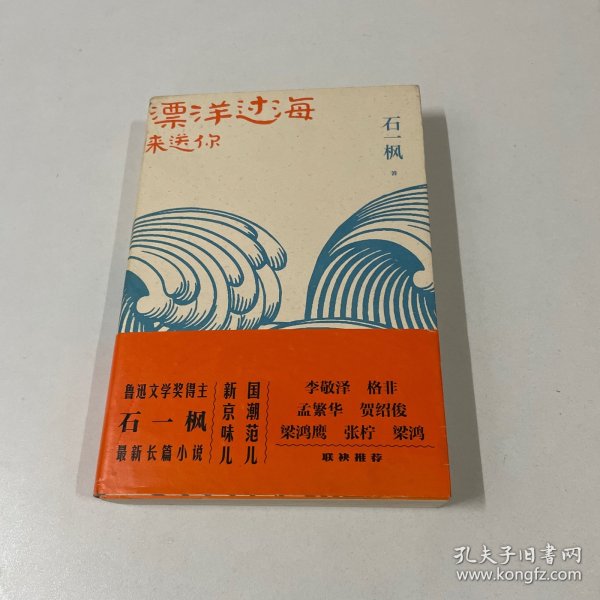 漂洋过海
来送你
石一枫
著
鲁迅文学奖得主
石一枫
最新长篇小说
新京味儿
国潮范儿
李敬泽 格非
孟繁华 贺绍俊
梁鸿鹰 张柠 梁鸿
联袂推荐
孔夫子旧书网
www.kongfz.com